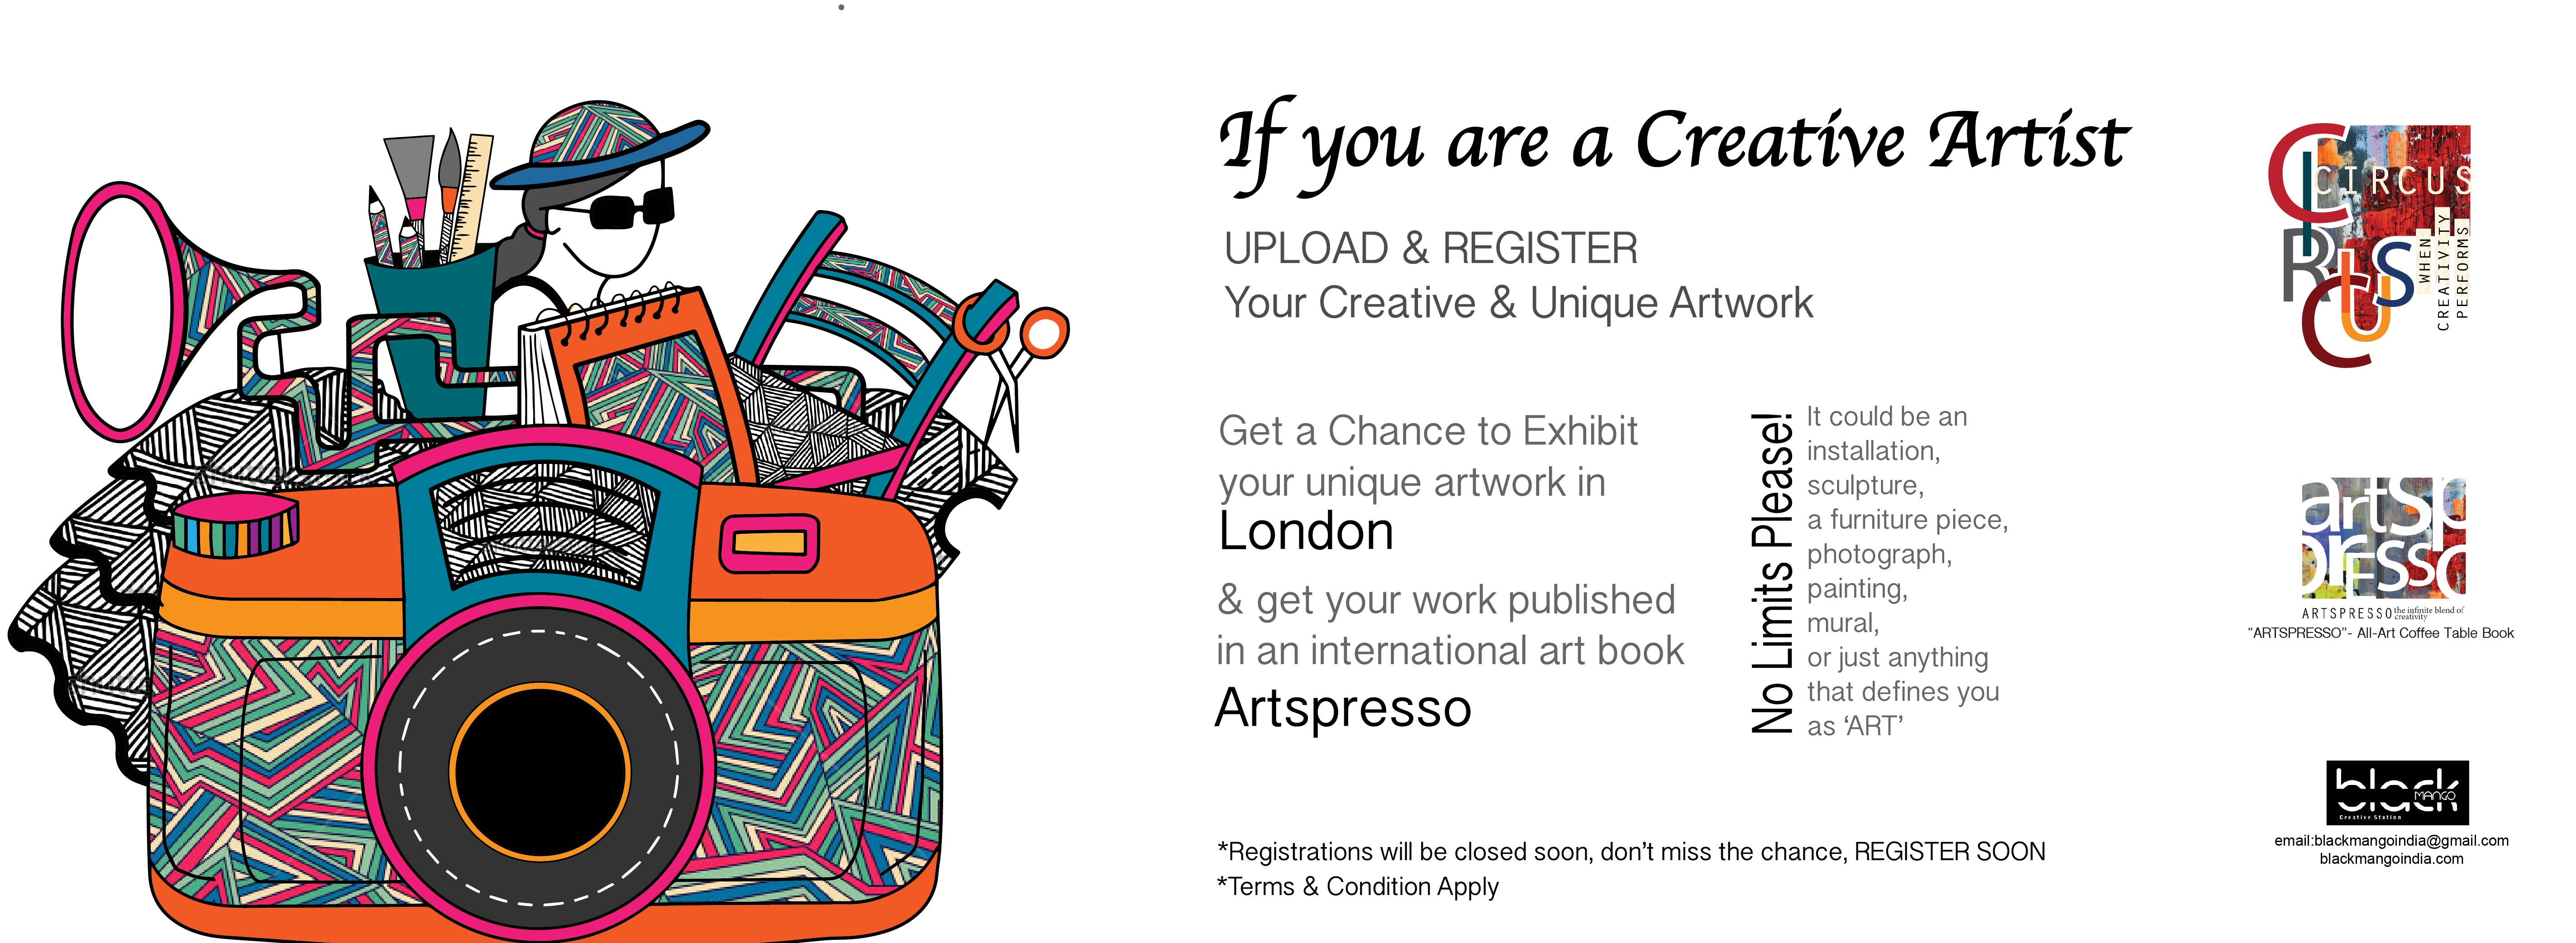 If you are a Creative Artist
UPLOAD & REGISTER
Your Creative & Unique Artwork
Get a Chance to Exhibit
your unique artwork in
London
& get your work published
in an international art book
Artspresso
No Limits Please!
It could be an
installation,
sculpture,
a furniture piece,
photograph,
painting,
mural,
or just anything
that defines you
as ‘ART’
*Registrations will be closed soon, don’t miss the chance, REGISTER SOON
*Terms & Condition Apply
CIRCUS
CIRCUS
WHEN
CREATIVITY
PERFORMS
artsp
presso
ARTSPRESSO the infinite blend of
creativity
“ARTSPRESSO”- All-Art Coffee Table Book
black
MANGO
Creative Station
email:blackmangoindia@gmail.com
blackmangoindia.com